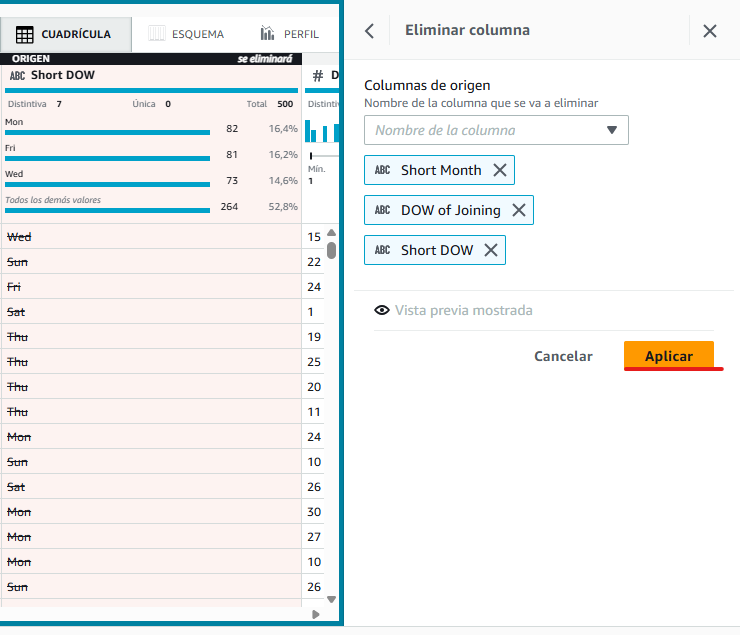 CUADRÍCULA
ESQUEMA
PERFIL
ORIGEN
se eliminará
ABC Short DOW
# D
Distintiva 7
Única 0
Total 500
Distintiv
Mon
82 16,4%
Fri
81 16,2%
Wed
73 14,6%
Todos los demás valores
264 52,8%
Mín.
1
Wed 15
Sun 22
Fri 24
Sat 1
Thu 19
Thu 25
Thu 20
Thu 11
Mon 24
Sun 10
Sat 26
Mon 30
Mon 27
Mon 10
Sun 26
Eliminar columna
Columnas de origen
Nombre de la columna que se va a eliminar
Nombre de la columna
ABC Short Month
ABC DOW of Joining
ABC Short DOW
Vista previa mostrada
Cancelar
Aplicar